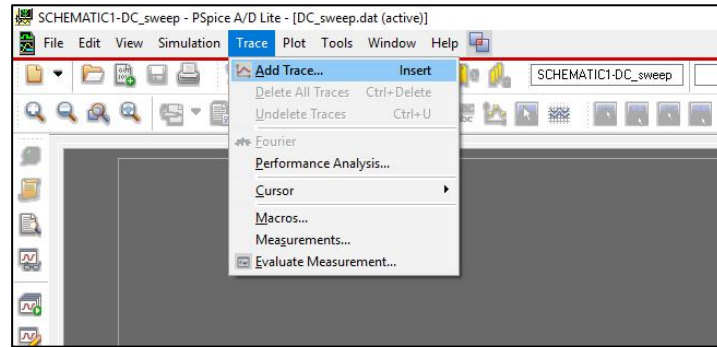 SCHEMATIC1-DC_sweep - PSpice A/D Lite - [DC_sweep.dat (active)]
File Edit View Simulation Trace Plot Tools Window Help
SCHEMATIC1-DC_sweep
Add Trace... Insert
Delete All Traces Ctrl+Delete
Undelete Traces Ctrl+U
Fourier
Performance Analysis...
Cursor
Macros...
Measurements...
Evaluate Measurement...